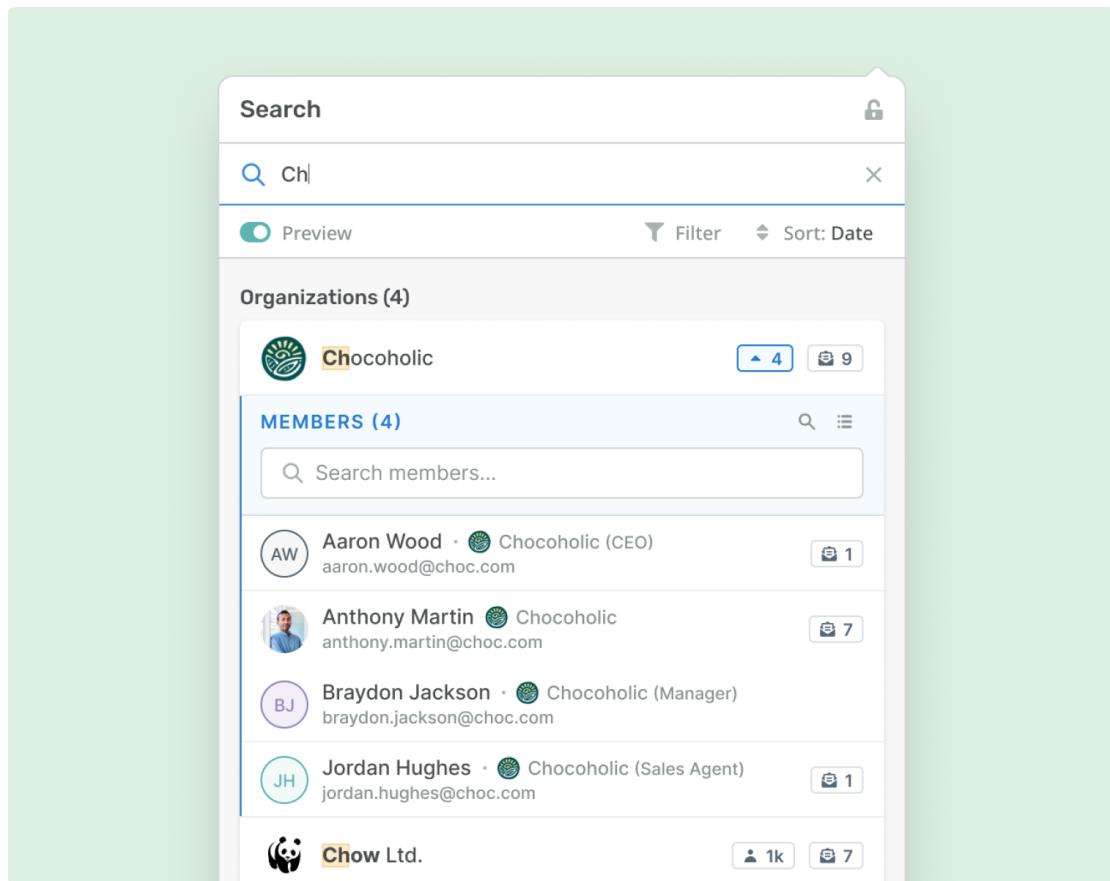 Search
Ch
Preview Filter Sort: Date
Organizations (4)
Chocoholic 4 9
MEMBERS (4)
Search members...
AW Aaron Wood · Chocoholic (CEO) 1
aaron.wood@choc.com
Anthony Martin Chocoholic 7
anthony.martin@choc.com
BJ Braydon Jackson · Chocoholic (Manager)
braydon.jackson@choc.com
JH Jordan Hughes · Chocoholic (Sales Agent) 1
jordan.hughes@choc.com
Chow Ltd. 1k 7